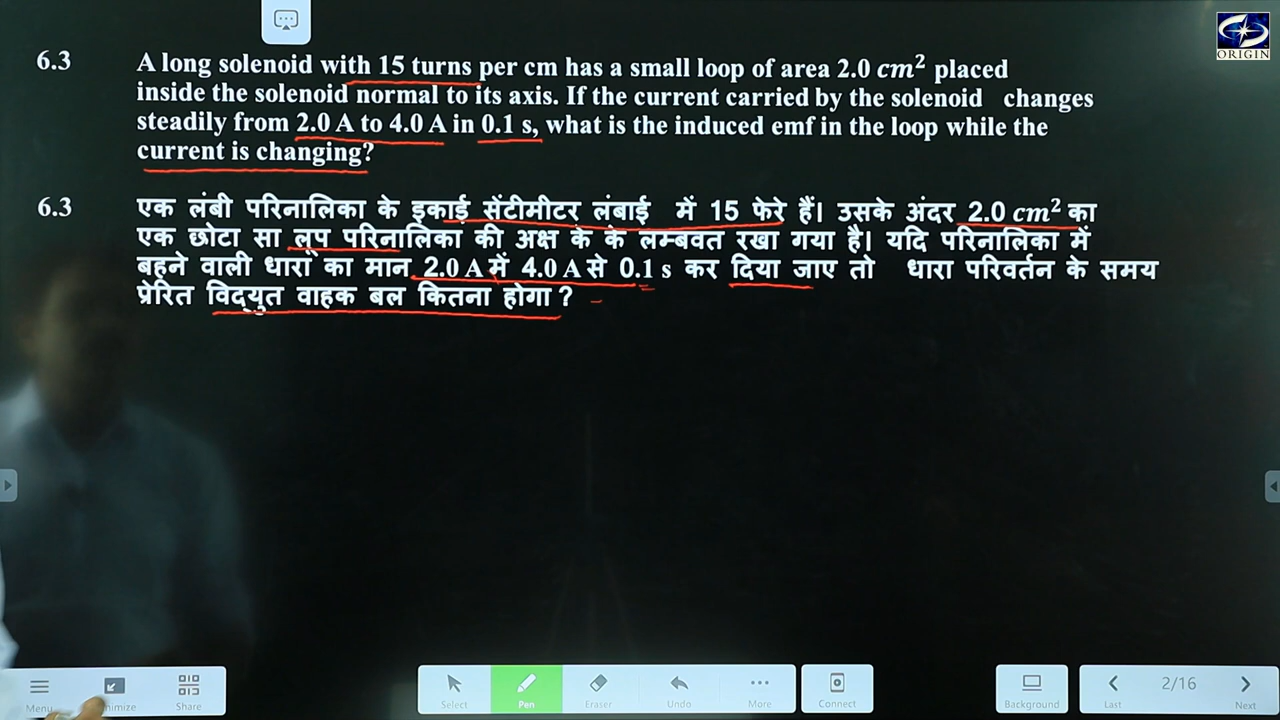 ORIGIN
6.3 A long solenoid with 15 turns per cm has a small loop of area 2.0 cm² placed
inside the solenoid normal to its axis. If the current carried by the solenoid changes
steadily from 2.0 A to 4.0 A in 0.1 s, what is the induced emf in the loop while the
current is changing?
6.3 एक लंबी परिनालिका के इकाई सेंटीमीटर लंबाई में 15 फेरे हैं। उसके अंदर 2.0 cm² का
एक छोटा सा लूप परिनालिका की अक्ष के के लम्बवत रखा गया है। यदि परिनालिका में
बहने वाली धारा का मान 2.0 A में 4.0 A से 0.1 s कर दिया जाए तो धारा परिवर्तन के समय
प्रेरित विद्युत वाहक बल कितना होगा ?
Menu Share Select Pen Eraser Undo More Connect Background Last 2/16 Next